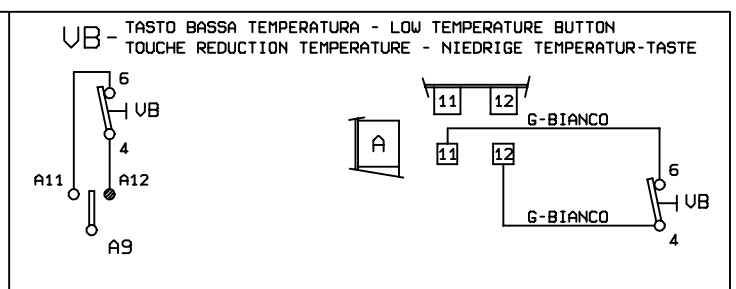 VB - TASTO BASSA TEMPERATURA - LOW TEMPERATURE BUTTON
TOUCHE REDUCTION TEMPERATURE - NIEDRIGE TEMPERATUR-TASTE
6
VB
4
A11
A12
A9
A
11
12
G-BIANCO
11
12
6
VB
G-BIANCO
4